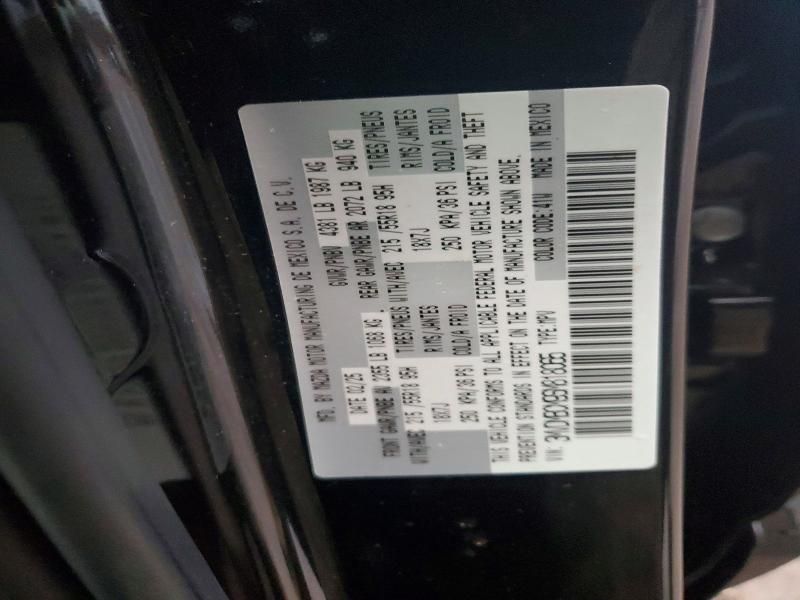 MFD. BY MAZDA MOTOR MANUFACTURING DE MEXICO S.A. DE C.V.
DATE 02/25 GVWR/PNBV 4381 LB 1987 KG
FRONT GAWR/PNBE AV 2355 LB 1068 KG. REAR GAWR/PNBE AR 2072 LB 940 KG
WITH/AVEC 215 /55R18 95H TIRES/PNEUS WITH/AVEC 215 /55R18 95H TIRES/PNEUS
18X7J RIMS/JANTES 18X7J RIMS/JANTES
250 KPA/36 PSI COLD/A FROID 250 KPA/36 PSI COLD/A FROID
THIS VEHICLE CONFORMS TO ALL APPLICABLE FEDERAL MOTOR VEHICLE SAFETY AND THEFT
PREVENTION STANDARDS IN EFFECT ON THE DATE OF MANUFACTURE SHOWN ABOVE.
COLOR CODE:41W MADE IN MEXICO
VIN: TYPE:MPV